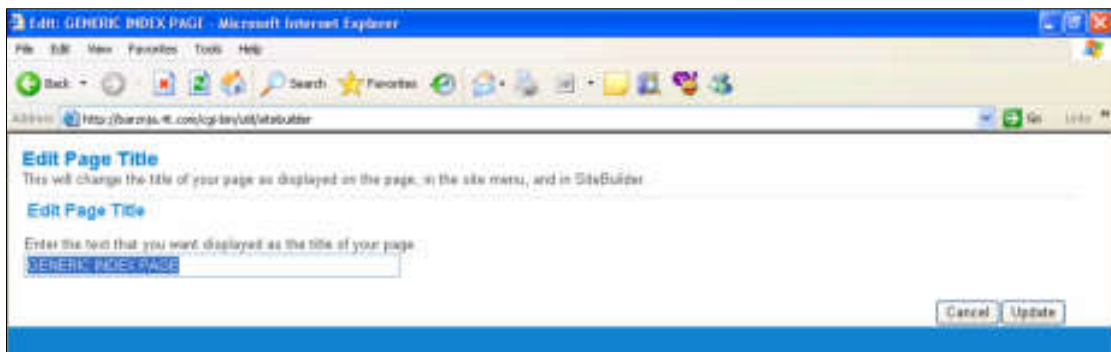 Edit: GENERIC INDEX PAGE - Microsoft Internet Explorer
File Edit View Favorites Tools Help
Back Search Favorites
Address Go Links
Edit Page Title
This will change the title of your page as displayed on the page, in the site menu, and in SiteBuilder.
Edit Page Title
Enter the text that you want displayed as the title of your page
GENERIC INDEX PAGE
Cancel Update